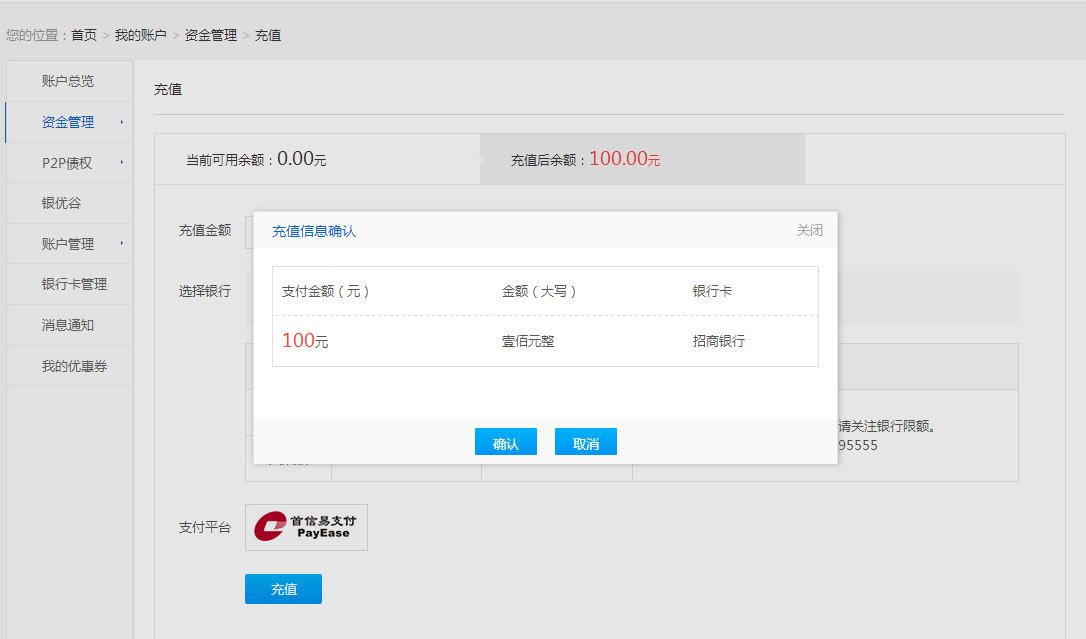 您的位置：首页 > 我的账户 > 资金管理 > 充值
账户总览
资金管理
P2P债权
银优谷
账户管理
银行卡管理
消息通知
我的优惠券
充值
当前可用余额：0.00元
充值后余额：100.00元
充值金额
选择银行
充值信息确认
关闭
支付金额（元）
金额（大写）
银行卡
100元
壹佰元整
招商银行
确认
取消
请关注银行限额。
95555
支付平台
首信易支付
PayEase
充值